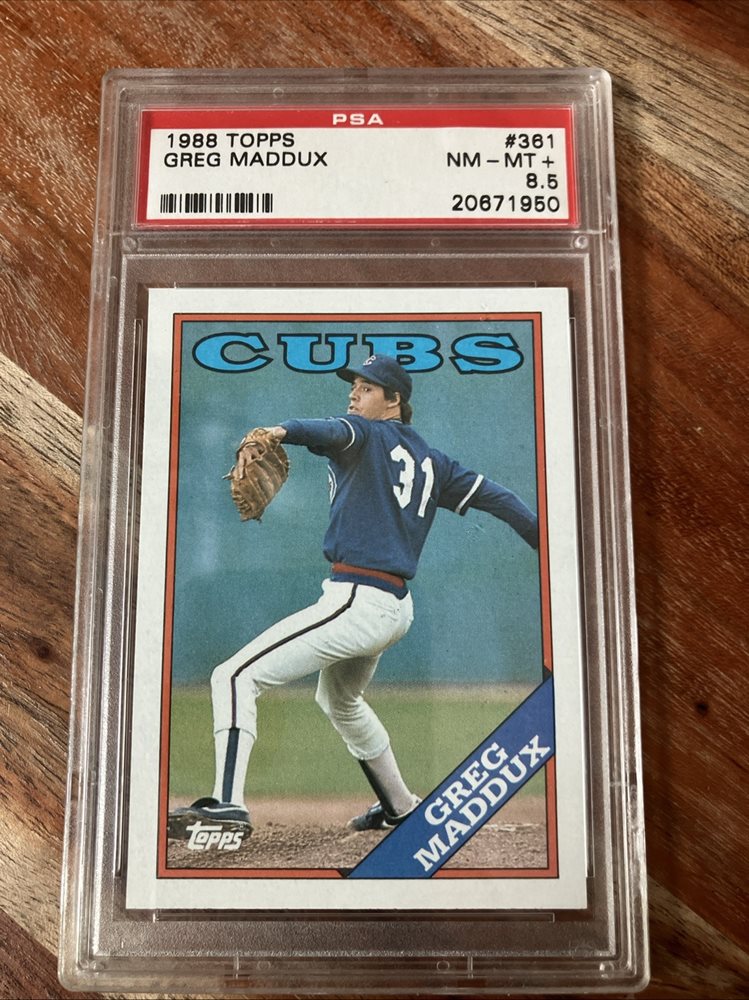 PSA
1988 TOPPS #361
GREG MADDUX NM-MT+
8.5
20671950
CUBS
C
31
GREG
MADDUX
topps